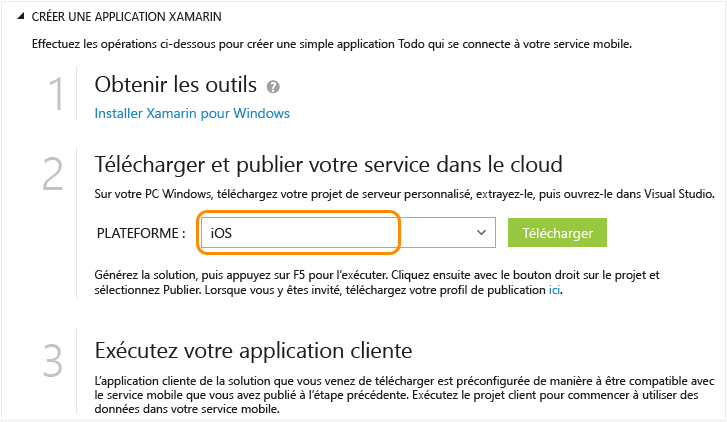 CRÉER UNE APPLICATION XAMARIN
Effectuez les opérations ci-dessous pour créer une simple application Todo qui se connecte à votre service mobile.
1
Obtenir les outils ?
Installer Xamarin pour Windows
2
Télécharger et publier votre service dans le cloud
Sur votre PC Windows, téléchargez votre projet de serveur personnalisé, extrayez-le, puis ouvrez-le dans Visual Studio.
PLATEFORME : iOS Télécharger
Générez la solution, puis appuyez sur F5 pour l'exécuter. Cliquez ensuite avec le bouton droit sur le projet et
sélectionnez Publier. Lorsque vous y êtes invité, téléchargez votre profil de publication ici.
3
Exécutez votre application cliente
L'application cliente de la solution que vous venez de télécharger est préconfigurée de manière à être compatible avec
le service mobile que vous avez publié à l'étape précédente. Exécutez le projet client pour commencer à utiliser des
données dans votre service mobile.